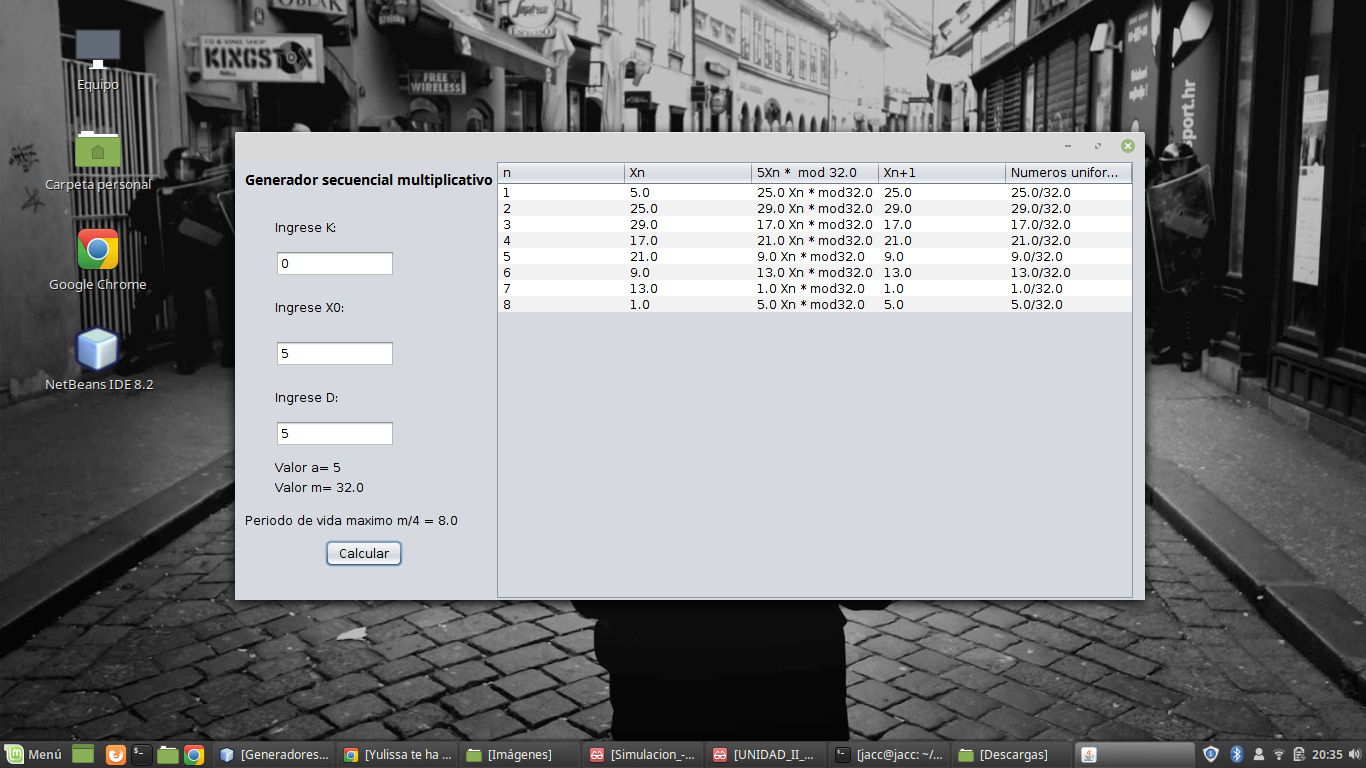 OBLAK
CD & VINYL SHOP
KINGSTON
FREE
WIRELESS
sport.hr
Equipo
Carpeta personal
Google Chrome
NetBeans IDE 8.2
Generador secuencial multiplicativo
Ingrese K:
0
Ingrese X0:
5
Ingrese D:
5
Valor a= 5
Valor m= 32.0
Periodo de vida maximo m/4 = 8.0
Calcular
n Xn 5Xn * mod 32.0 Xn+1 Numeros unifor...
1 5.0 25.0 Xn * mod32.0 25.0 25.0/32.0
2 25.0 29.0 Xn * mod32.0 29.0 29.0/32.0
3 29.0 17.0 Xn * mod32.0 17.0 17.0/32.0
4 17.0 21.0 Xn * mod32.0 21.0 21.0/32.0
5 21.0 9.0 Xn * mod32.0 9.0 9.0/32.0
6 9.0 13.0 Xn * mod32.0 13.0 13.0/32.0
7 13.0 1.0 Xn * mod32.0 1.0 1.0/32.0
8 1.0 5.0 Xn * mod32.0 5.0 5.0/32.0
Menú [Generadores... [Yulissa te ha ... [Imágenes] [Simulacion_-... [UNIDAD_II_... [jacc@jacc: ~/... [Descargas] 20:35